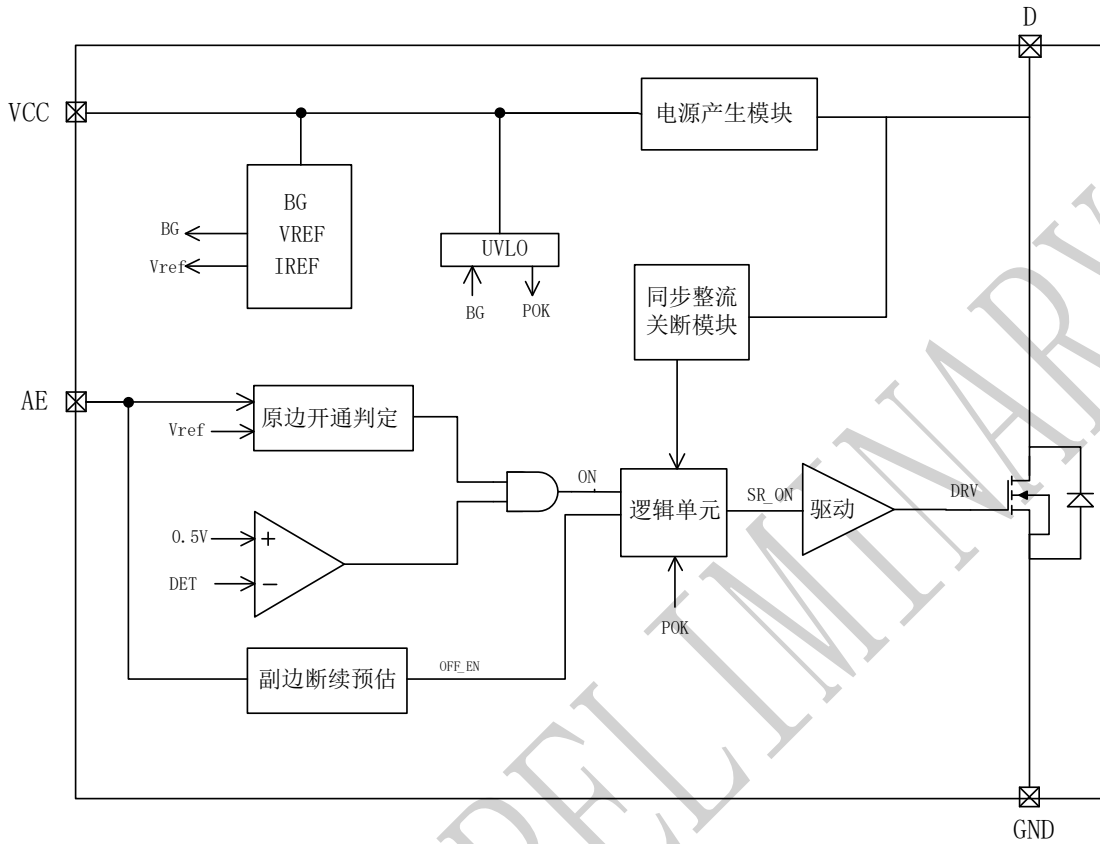 D
VCC
电源产生模块
BG
VREF
IREF
BG
Vref
UVLO
BG
POK
同步整流
关断模块
AE
原边开通判定
Vref
ON
逻辑单元
SR_ON
驱动
DRV
0.5V
+
DET
−
POK
副边断续预估
OFF_EN
GND
PRELIMINARY